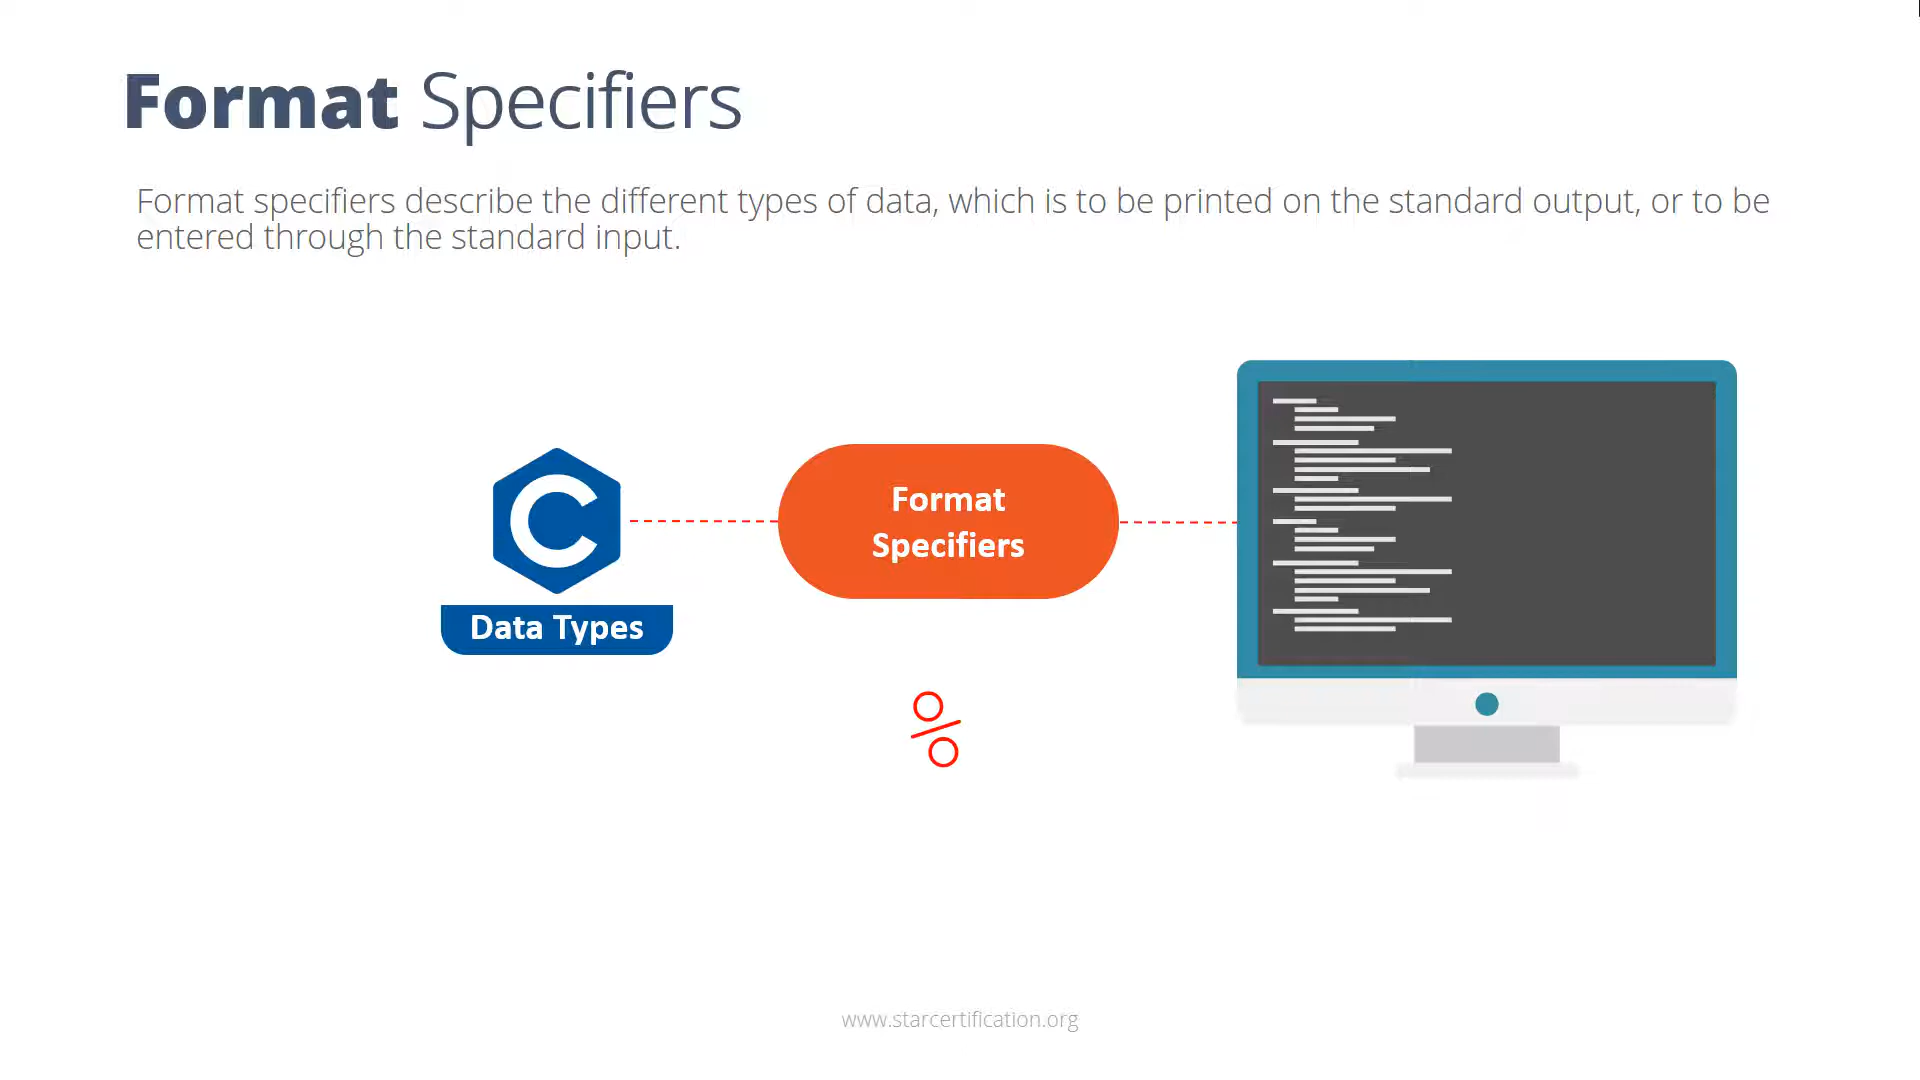 Format Specifiers
Format specifiers describe the different types of data, which is to be printed on the standard output, or to be
entered through the standard input.
C
Data Types
Format
Specifiers
%
www.starcertification.org